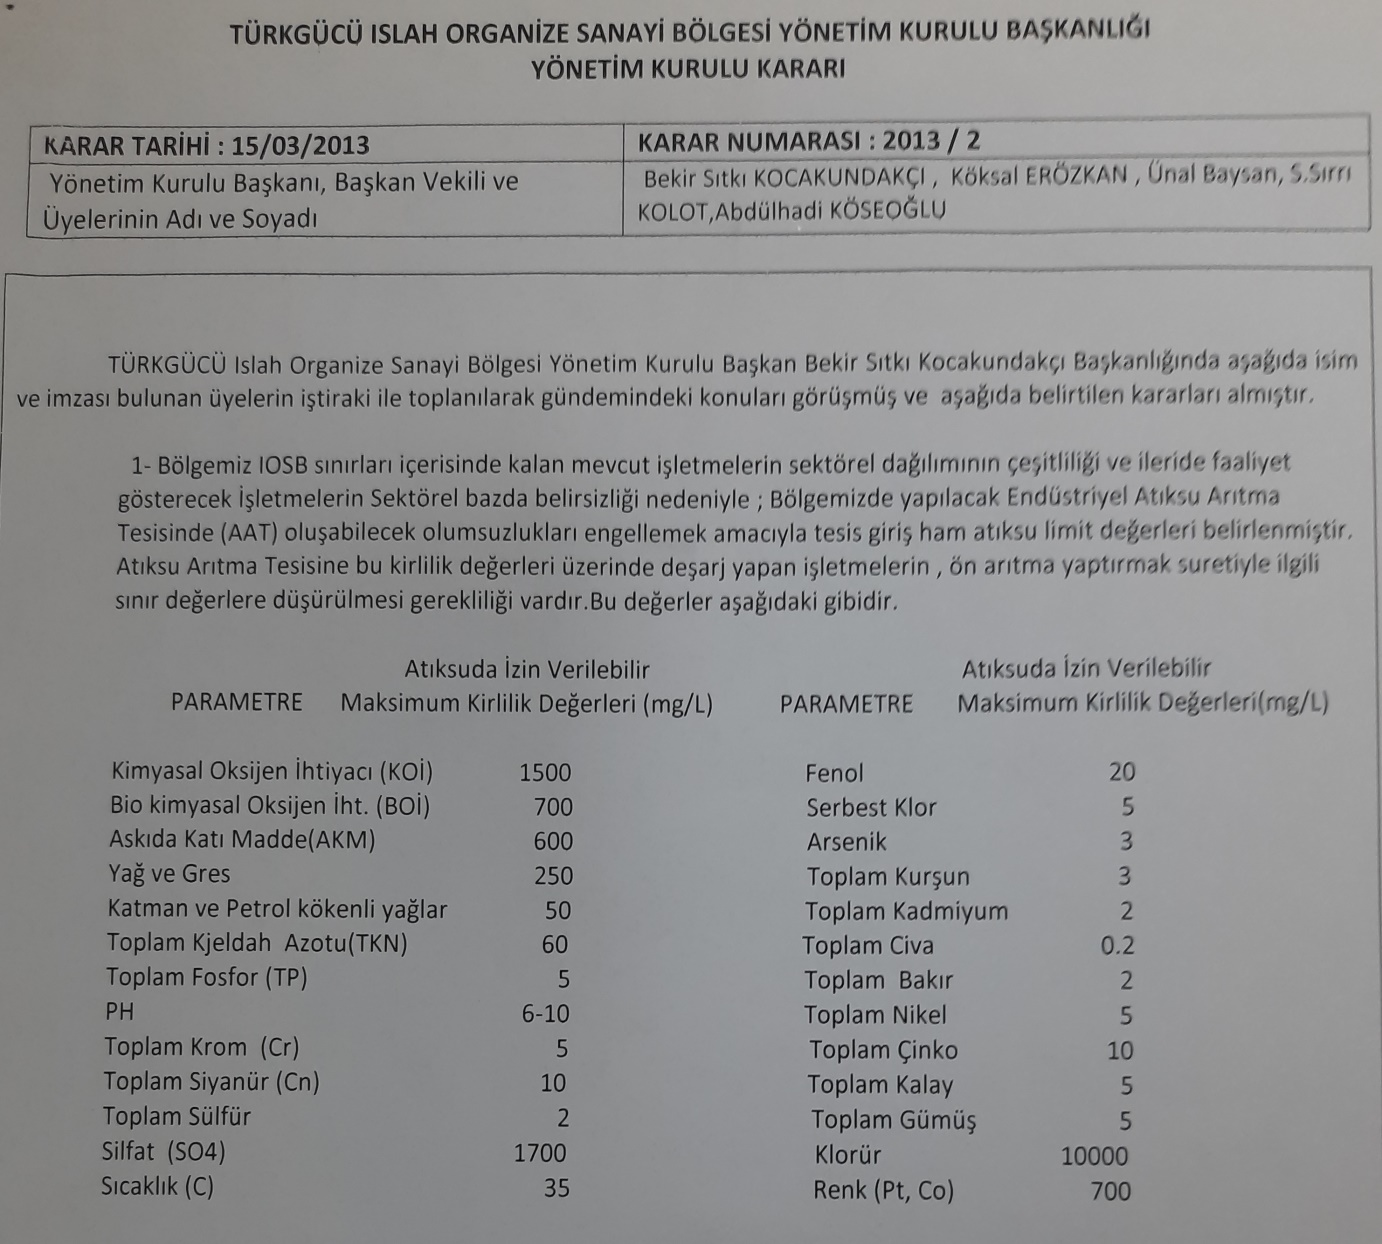 TÜRKGÜCÜ ISLAH ORGANİZE SANAYİ BÖLGESİ YÖNETİM KURULU BAŞKANLIĞI
YÖNETİM KURULU KARARI
KARAR TARİHİ : 15/03/2013 KARAR NUMARASI : 2013 / 2
Yönetim Kurulu Başkanı, Başkan Vekili ve Bekir Sıtkı KOCAKUNDAKÇI , Köksal ERÖZKAN , Ünal Baysan, S.Sırrı
Üyelerinin Adı ve Soyadı KOLOT,Abdülhadi KÖSEOĞLU
TÜRKGÜCÜ Islah Organize Sanayi Bölgesi Yönetim Kurulu Başkan Bekir Sıtkı Kocakundakçı Başkanlığında aşağıda isim
ve imzası bulunan üyelerin iştiraki ile toplanılarak gündemindeki konuları görüşmüş ve aşağıda belirtilen kararları almıştır.
1- Bölgemiz IOSB sınırları içerisinde kalan mevcut işletmelerin sektörel dağılımının çeşitliliği ve ileride faaliyet
gösterecek İşletmelerin Sektörel bazda belirsizliği nedeniyle ; Bölgemizde yapılacak Endüstriyel Atıksu Arıtma
Tesisinde (AAT) oluşabilecek olumsuzlukları engellemek amacıyla tesis giriş ham atıksu limit değerleri belirlenmiştir.
Atıksu Arıtma Tesisine bu kirlilik değerleri üzerinde deşarj yapan işletmelerin , ön arıtma yaptırmak suretiyle ilgili
sınır değerlere düşürülmesi gerekliliği vardır.Bu değerler aşağıdaki gibidir.
Atıksuda İzin Verilebilir Atıksuda İzin Verilebilir
PARAMETRE Maksimum Kirlilik Değerleri (mg/L) PARAMETRE Maksimum Kirlilik Değerleri(mg/L)
Kimyasal Oksijen İhtiyacı (KOİ) 1500 Fenol 20
Bio kimyasal Oksijen İht. (BOİ) 700 Serbest Klor 5
Askıda Katı Madde(AKM) 600 Arsenik 3
Yağ ve Gres 250 Toplam Kurşun 3
Katman ve Petrol kökenli yağlar 50 Toplam Kadmiyum 2
Toplam Kjeldah Azotu(TKN) 60 Toplam Civa 0.2
Toplam Fosfor (TP) 5 Toplam Bakır 2
PH 6-10 Toplam Nikel 5
Toplam Krom (Cr) 5 Toplam Çinko 10
Toplam Siyanür (Cn) 10 Toplam Kalay 5
Toplam Sülfür 2 Toplam Gümüş 5
Silfat (SO4) 1700 Klorür 10000
Sıcaklık (C) 35 Renk (Pt, Co) 700